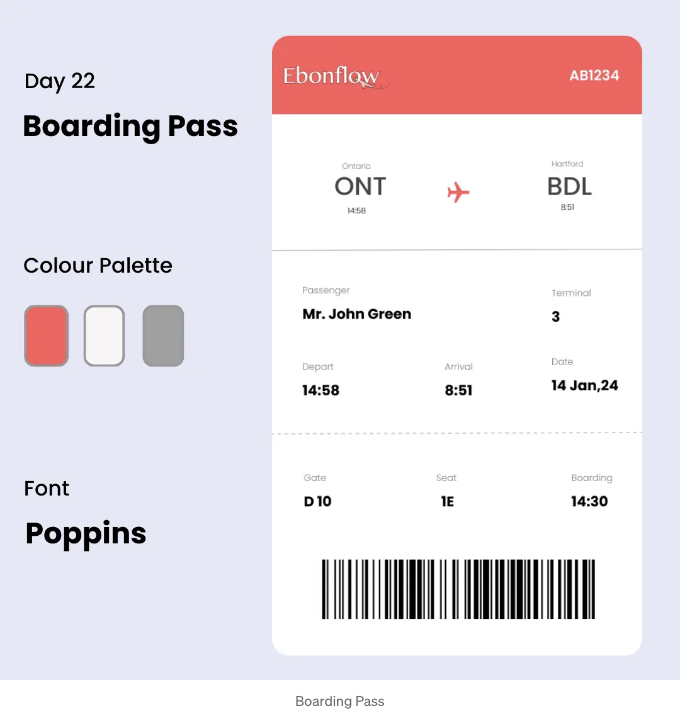 Day 22
Boarding Pass
Colour Palette
Font
Poppins
Ebonflow
AB1234
Ontario
Hartford
ONT
BDL
14:58
8:51
Passenger
Terminal
Mr. John Green
3
Depart
Arrival
Date
14:58
8:51
14 Jan,24
Gate
Seat
Boarding
D 10
1E
14:30
Boarding Pass